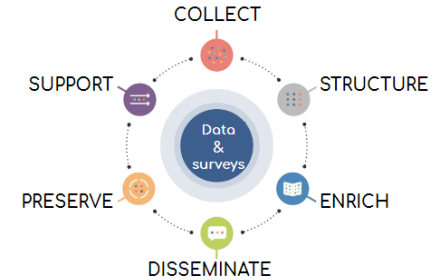 COLLECT
SUPPORT
STRUCTURE
Data
&
surveys
PRESERVE
ENRICH
DISSEMINATE